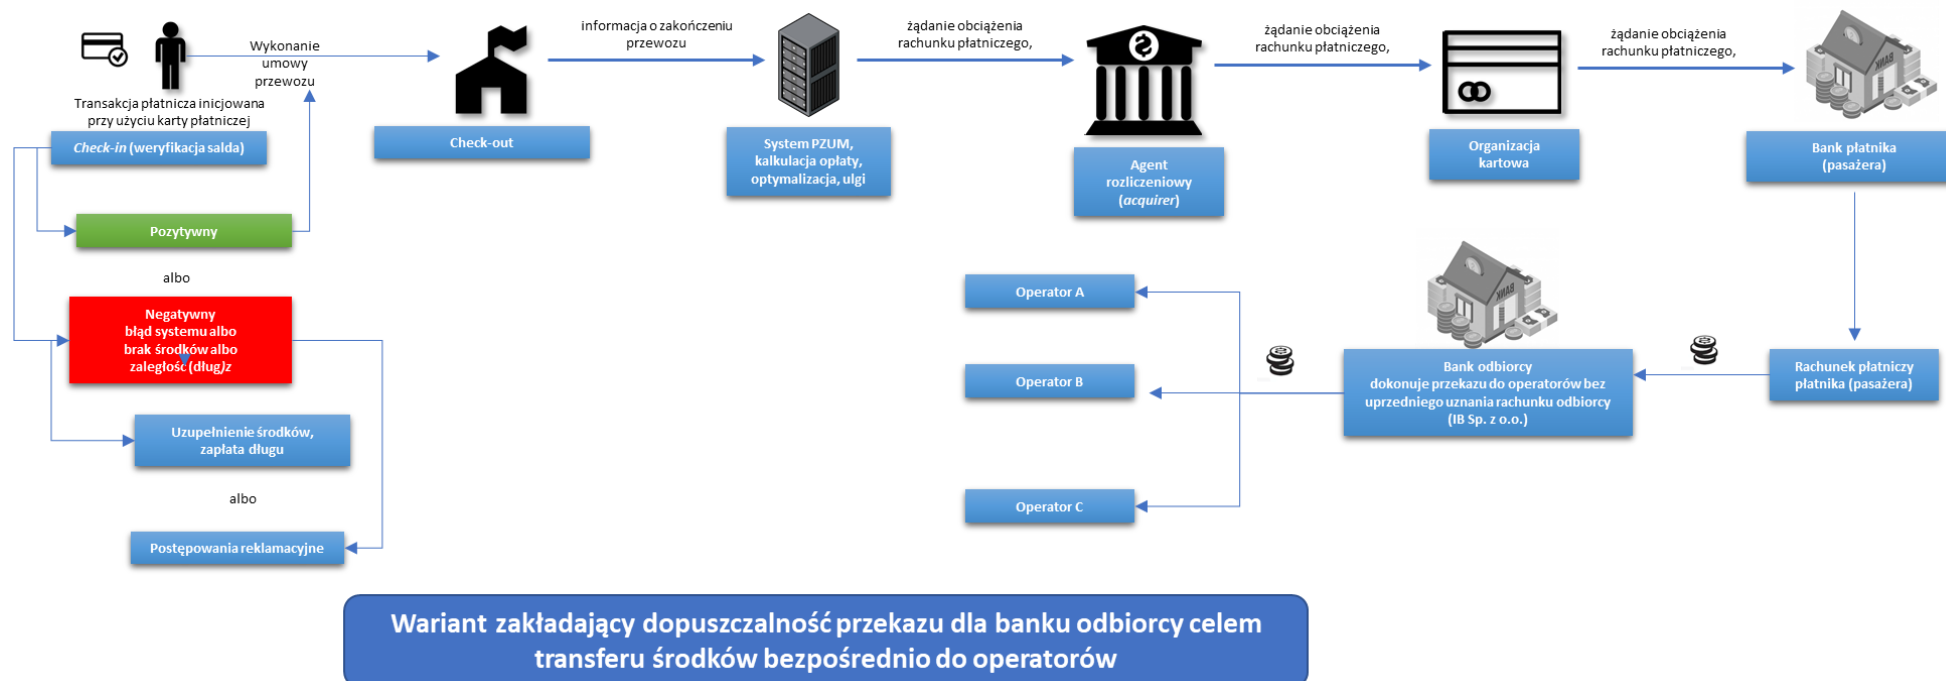 Wykonanie
umowy
przewozu
informacja o zakończeniu
przewozu
żądanie obciążenia
rachunku płatniczego,
żądanie obciążenia
rachunku płatniczego,
żądanie obciążenia
rachunku płatniczego,
BANK
Transakcja płatnicza inicjowana
przy użyciu karty płatniczej
Check-in (weryfikacja salda)
Check-out
System PZUM,
kalkulacja opłaty,
optymalizacja, ulgi
Agent
rozliczeniowy
(acquirer)
Organizacja
kartowa
Bank płatnika
(pasażera)
Pozytywny
albo
Negatywny
błąd systemu albo
brak środków albo
zaległość (dług)z
Uzupełnienie środków,
zapłata długu
albo
Postępowania reklamacyjne
Operator A
Operator B
Operator C
BANK
Bank odbiorcy
dokonuje przekazu do operatorów bez
uprzedniego uznania rachunku odbiorcy
(IB Sp. z o.o.)
Rachunek płatniczy
płatnika (pasażera)
Wariant zakładający dopuszczalność przekazu dla banku odbiorcy celem
transferu środków bezpośrednio do operatorów